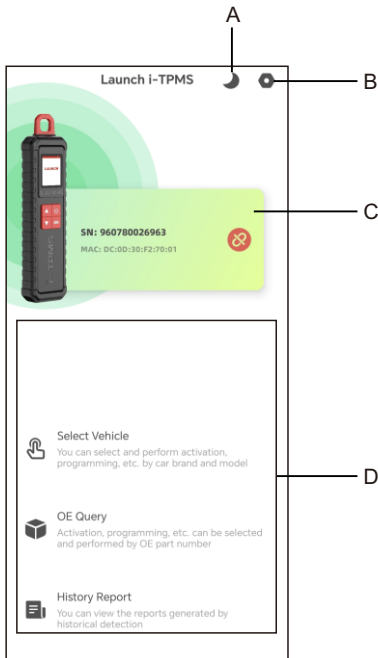 A
Launch i-TPMS
B
C
LAUNCH
SN: 960780026963
MAC: DC:0D:30:F2:70:01
i-TPMS
Select Vehicle
You can select and perform activation,
programming, etc. by car brand and model
D
OE Query
Activation, programming, etc. can be selected
and performed by OE part number
History Report
You can view the reports generated by
historical detection